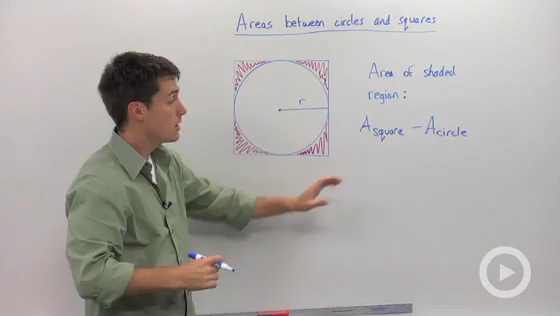 Areas between circles and squares
r
Area of shaded
region:
Asquare - Acircle